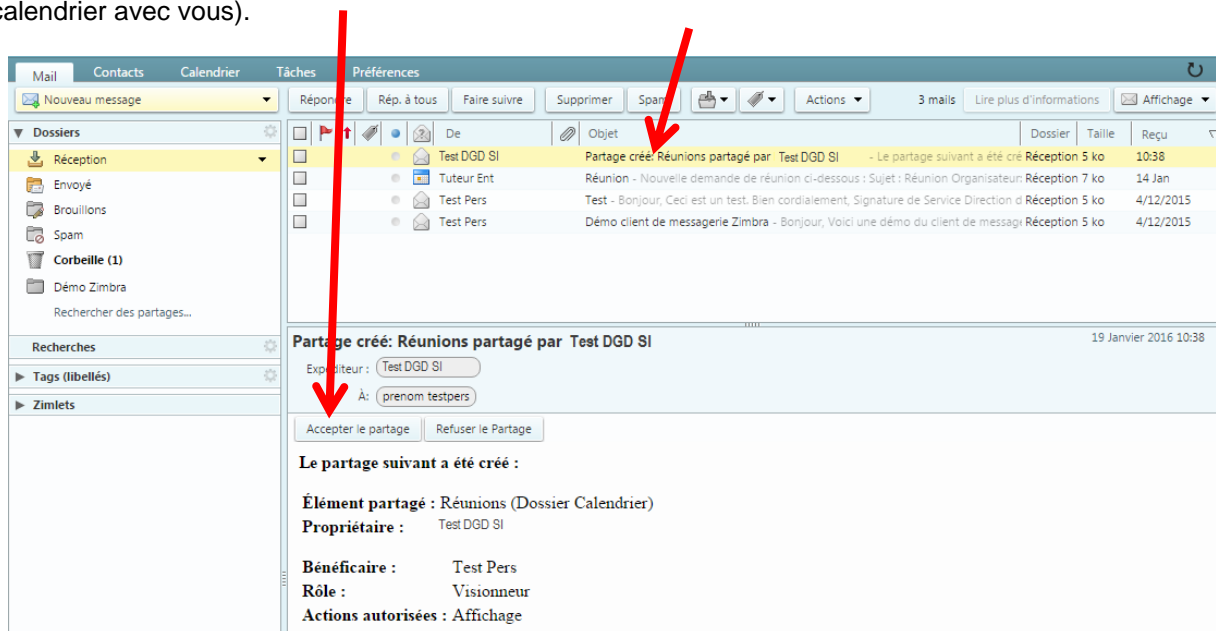 calendrier avec vous).
Mail Contacts Calendrier Tâches Préférences
Nouveau message Répondre Rép. à tous Faire suivre Supprimer Spam Actions 3 mails Lire plus d'informations Affichage
Dossiers De Objet Dossier Taille Reçu
Réception Test DGD SI Partage créé: Réunions partagé par Test DGD SI - Le partage suivant a été cré Réception 5 ko 10:38
Envoyé Tuteur Ent Réunion - Nouvelle demande de réunion ci-dessous : Sujet : Réunion Organisateur: Réception 7 ko 14 Jan
Brouillons Test Pers Test - Bonjour, Ceci est un test. Bien cordialement, Signature de Service Direction d Réception 5 ko 4/12/2015
Spam Test Pers Démo client de messagerie Zimbra - Bonjour, Voici une démo du client de message Réception 5 ko 4/12/2015
Corbeille (1)
Démo Zimbra
Rechercher des partages...
Recherches
Tags (libellés)
Zimlets
Partage créé: Réunions partagé par Test DGD SI 19 Janvier 2016 10:38
Expéditeur : Test DGD SI
À: prenom testpers
Accepter le partage Refuser le Partage
Le partage suivant a été créé :
Élément partagé : Réunions (Dossier Calendrier)
Propriétaire : Test DGD SI
Bénéficaire : Test Pers
Rôle : Visionneur
Actions autorisées : Affichage